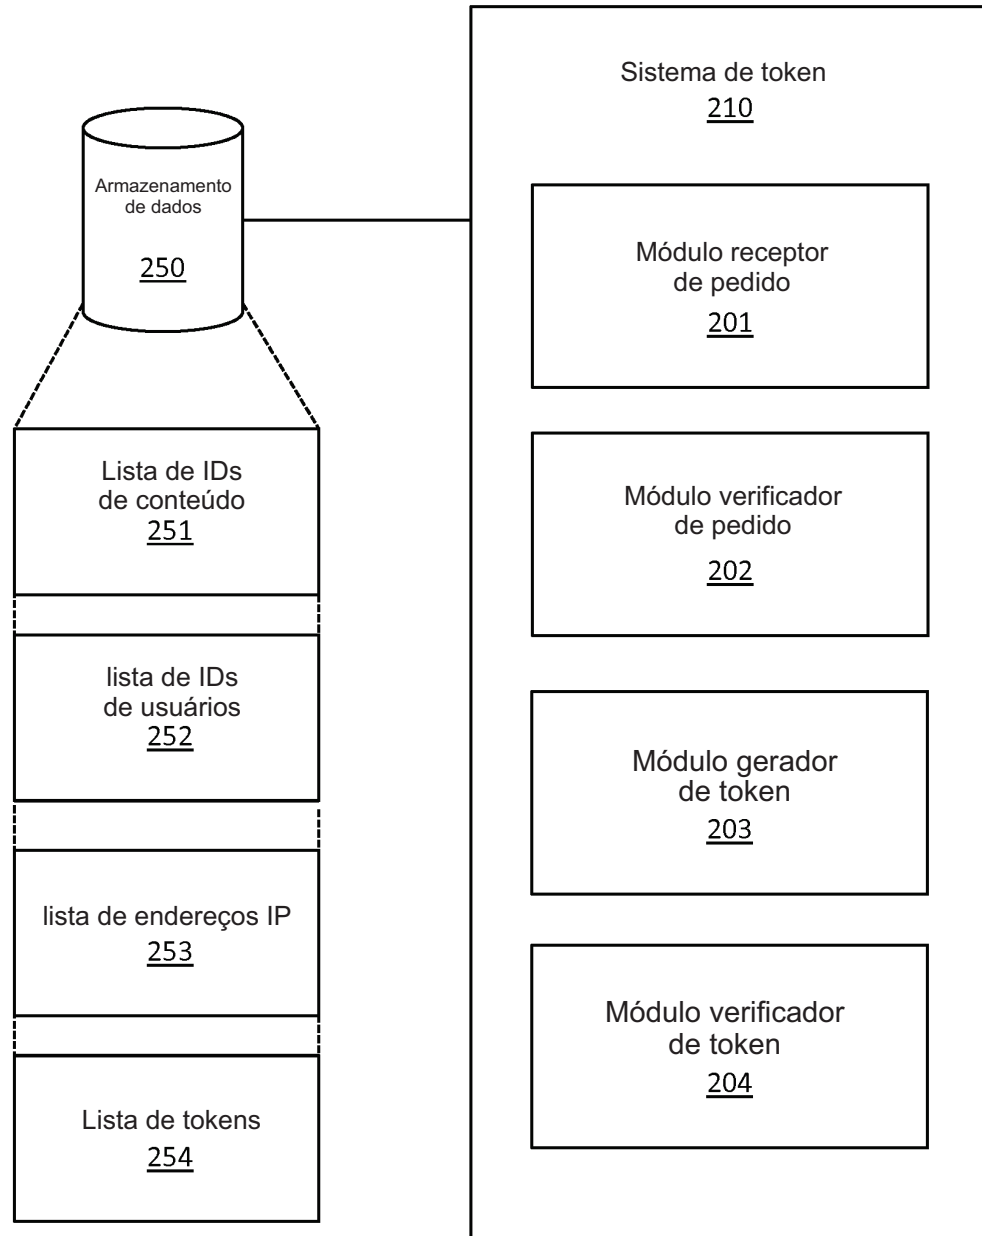 Armazenamento
de dados
250
Lista de IDs
de conteúdo
251
lista de IDs
de usuários
252
lista de endereços IP
253
Lista de tokens
254
Sistema de token
210
Módulo receptor
de pedido
201
Módulo verificador
de pedido
202
Módulo gerador
de token
203
Módulo verificador
de token
204